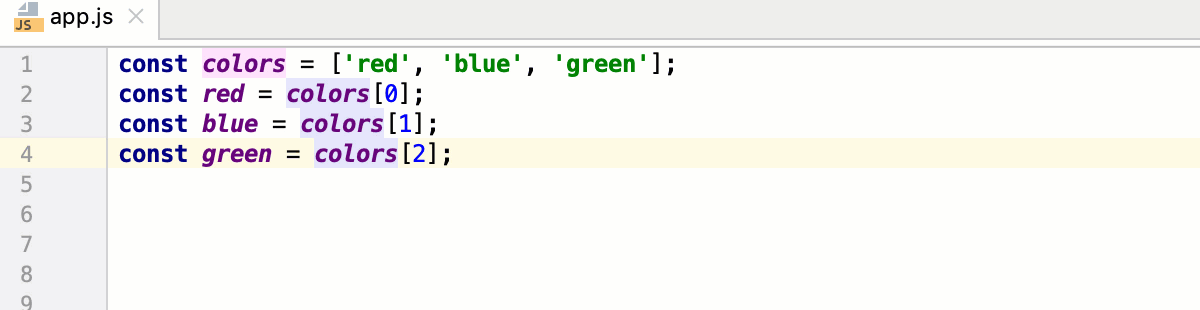 JS app.js
1 const colors = ['red', 'blue', 'green'];
2 const red = colors[0];
3 const blue = colors[1];
4 const green = colors[2];
5
6
7
8
9